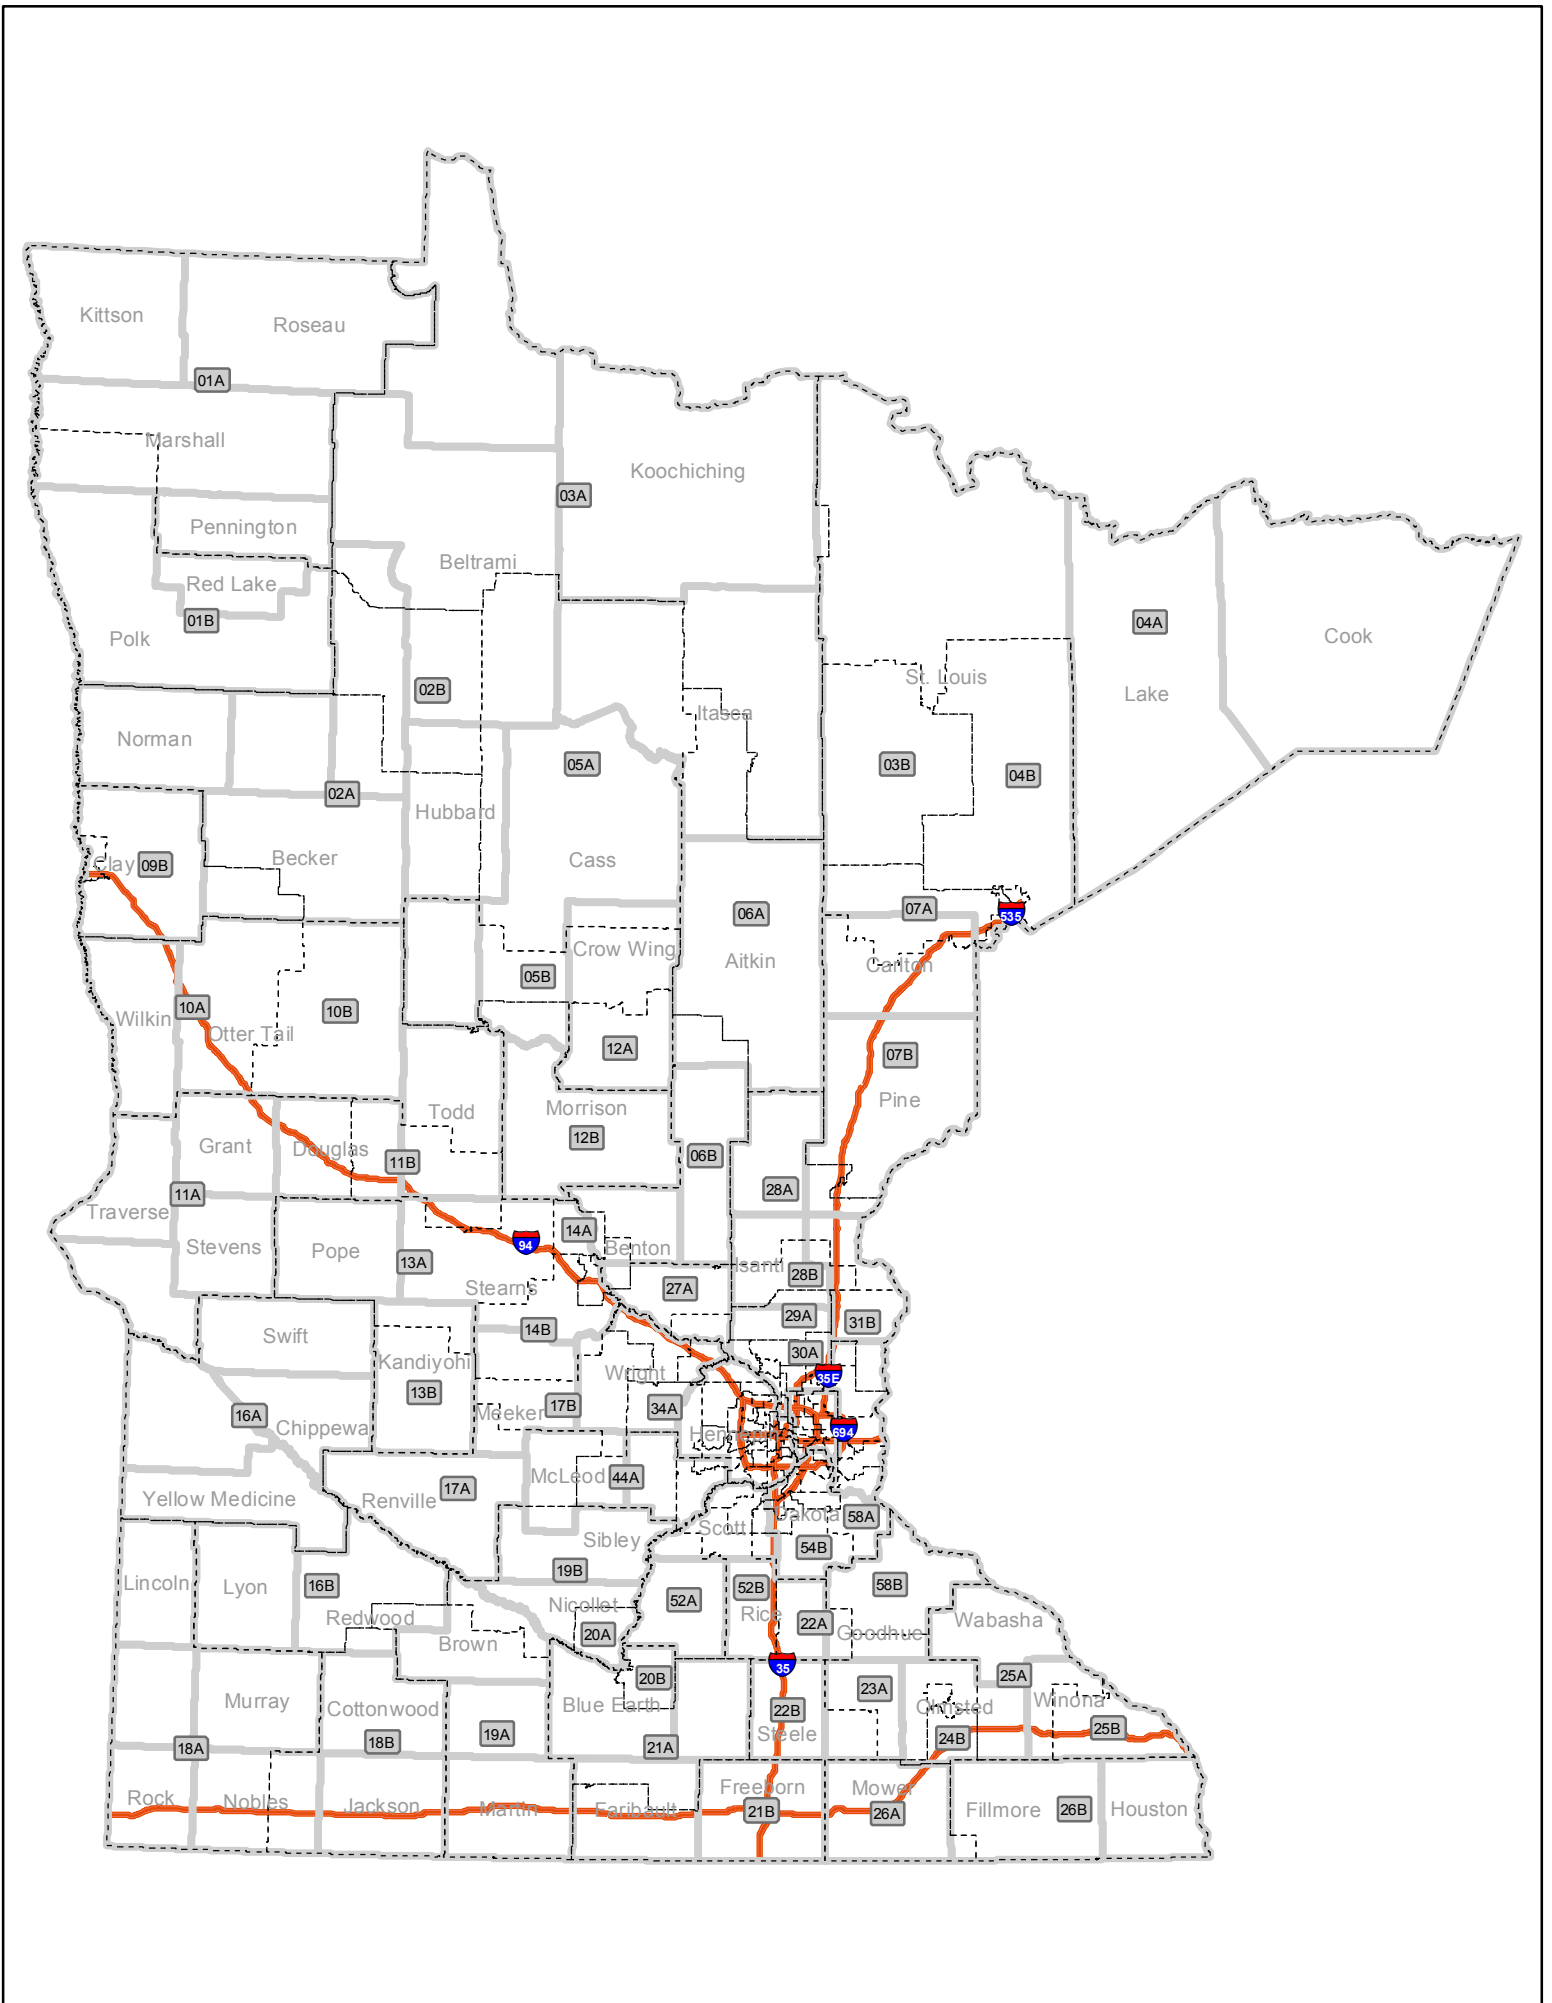 Kittson
Roseau
01A
Marshall
Koochiching
03A
Pennington
Beltrami
Red Lake
01B
Polk
04A
Cook
St. Louis
02B
Lake
Itasca
Norman
05A
03B
04B
02A
Hubbard
Clay
09B
Becker
Cass
06A
07A
535
Crow Wing
Aitkin
Carlton
05B
10A
10B
Wilkin
Otter Tail
12A
07B
Pine
Todd
Morrison
12B
Grant
Douglas
11B
06B
28A
11A
Traverse
14A
94
Stevens
Pope
Benton
13A
Isanti
28B
Stearns
27A
29A
31B
14B
Swift
30A
Kandiyohi
Wright
35E
13B
17B
34A
16A
Meeker
Chippewa
Hennepin
694
McLeod
44A
17A
Yellow Medicine
Renville
Dakota
58A
Scott
Sibley
54B
19B
Lincoln
Lyon
16B
52B
58B
52A
Nicollet
Rice
Redwood
22A
Wabasha
20A
Goodhue
Brown
35
20B
25A
23A
Murray
Cottonwood
Blue Earth
Olmsted
Winona
22B
25B
19A
Steele
24B
18A
18B
21A
Freeborn
Mower
Rock
Nobles
Jackson
Martin
Faribault
21B
26A
Fillmore
26B
Houston